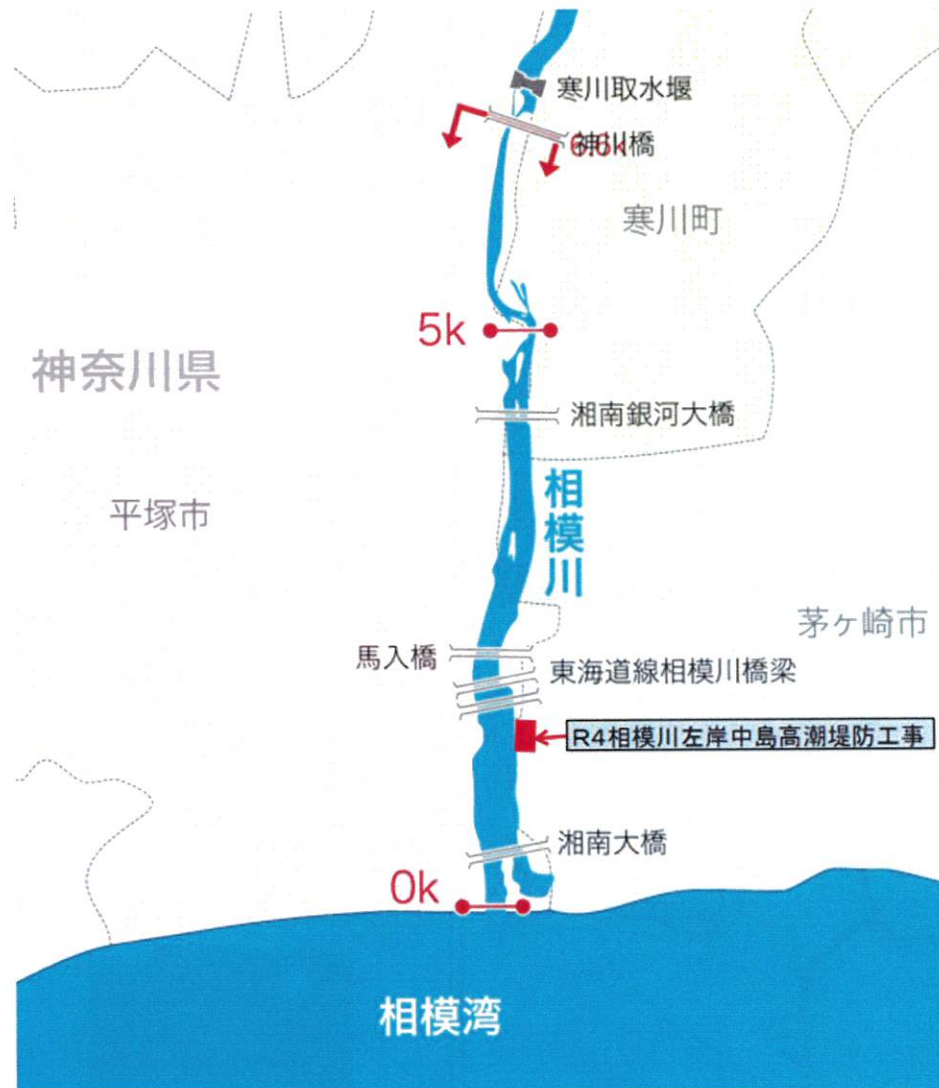 寒川取水堰
神川橋
寒川町
5k
神奈川県
湘南銀河大橋
相模川
平塚市
茅ヶ崎市
馬入橋
東海道線相模川橋梁
R4相模川左岸中島高潮堤防工事
湘南大橋
0k
相模湾